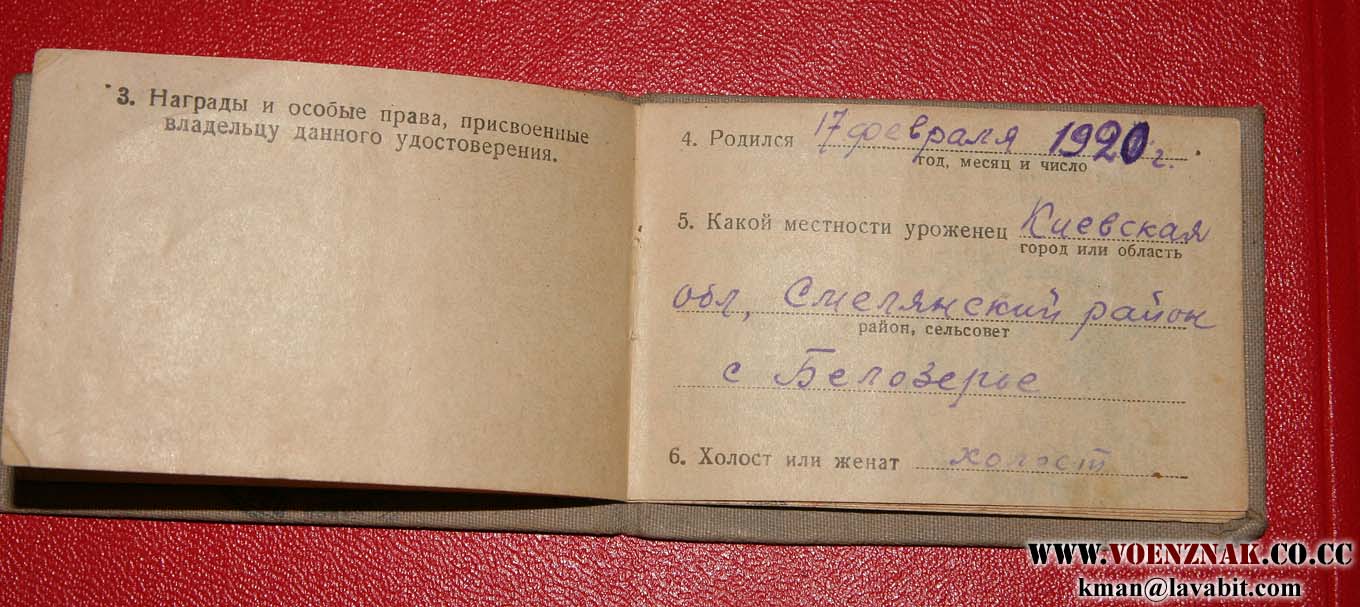 3. Награды и особые права, присвоенные
владельцу данного удостоверения.
4. Родился 17 февраля 1920 г.
год, месяц и число
5. Какой местности уроженец Киевская
город или область
обл, Смелянский район
район, сельсовет
с Белозерье
6. Холост или женат холост
WWW.VOENZNAK.CO.CC
kman@lavabit.com